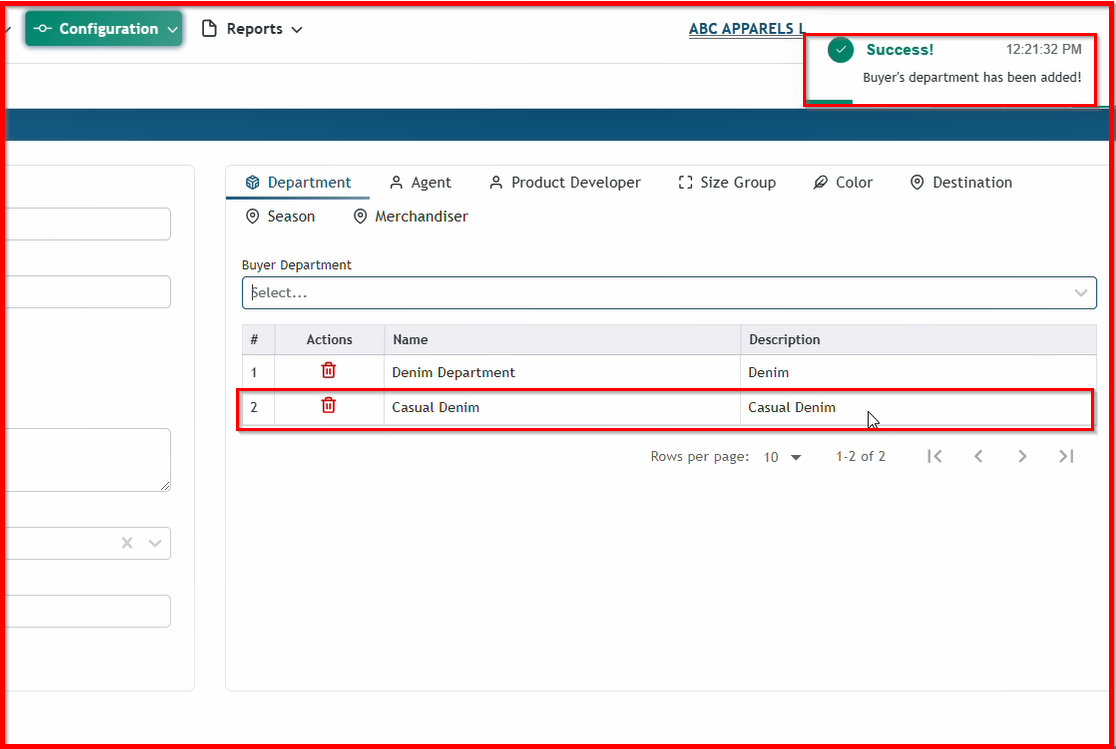 Configuration Reports ABC APPARELS L
Success! 12:21:32 PM
Buyer's department has been added!
Department Agent Product Developer Size Group Color Destination
Season Merchandiser
Buyer Department
Select...
# Actions Name Description
1 Denim Department Denim
2 Casual Denim Casual Denim
Rows per page: 10 1-2 of 2